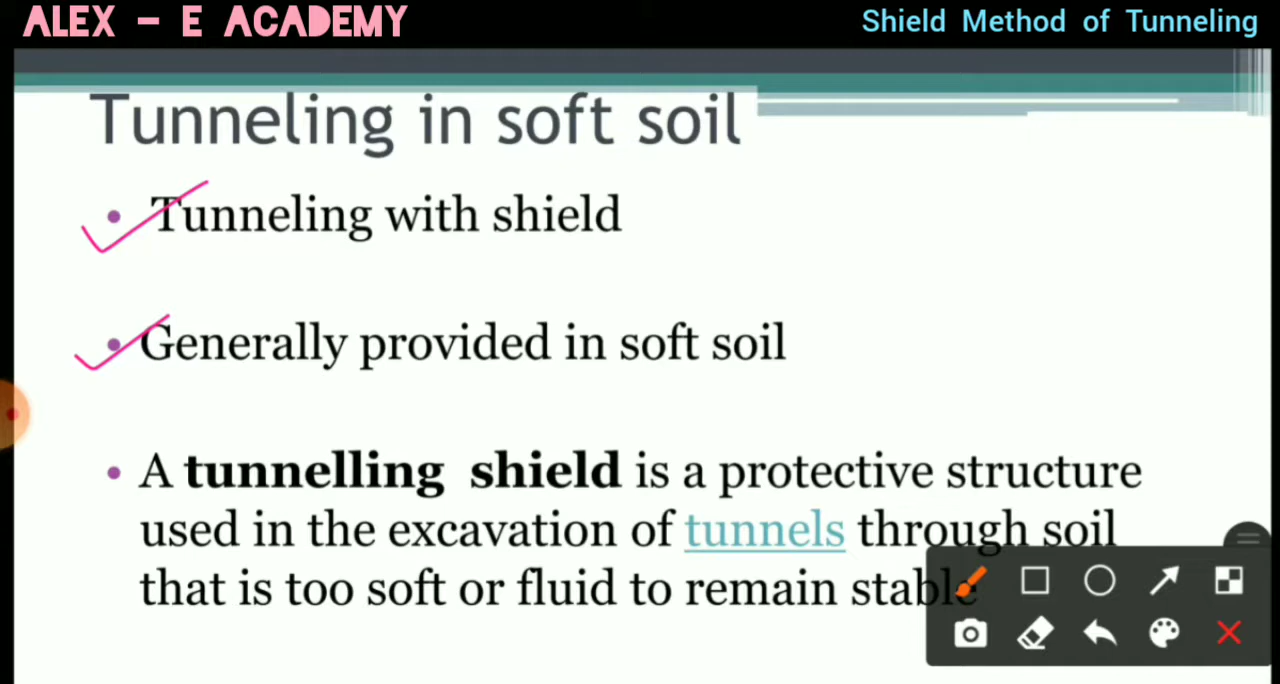 ALEX - E ACADEMY
Shield Method of Tunneling
Tunneling in soft soil
• Tunneling with shield
• Generally provided in soft soil
• A tunnelling shield is a protective structure
used in the excavation of tunnels through soil
that is too soft or fluid to remain stable